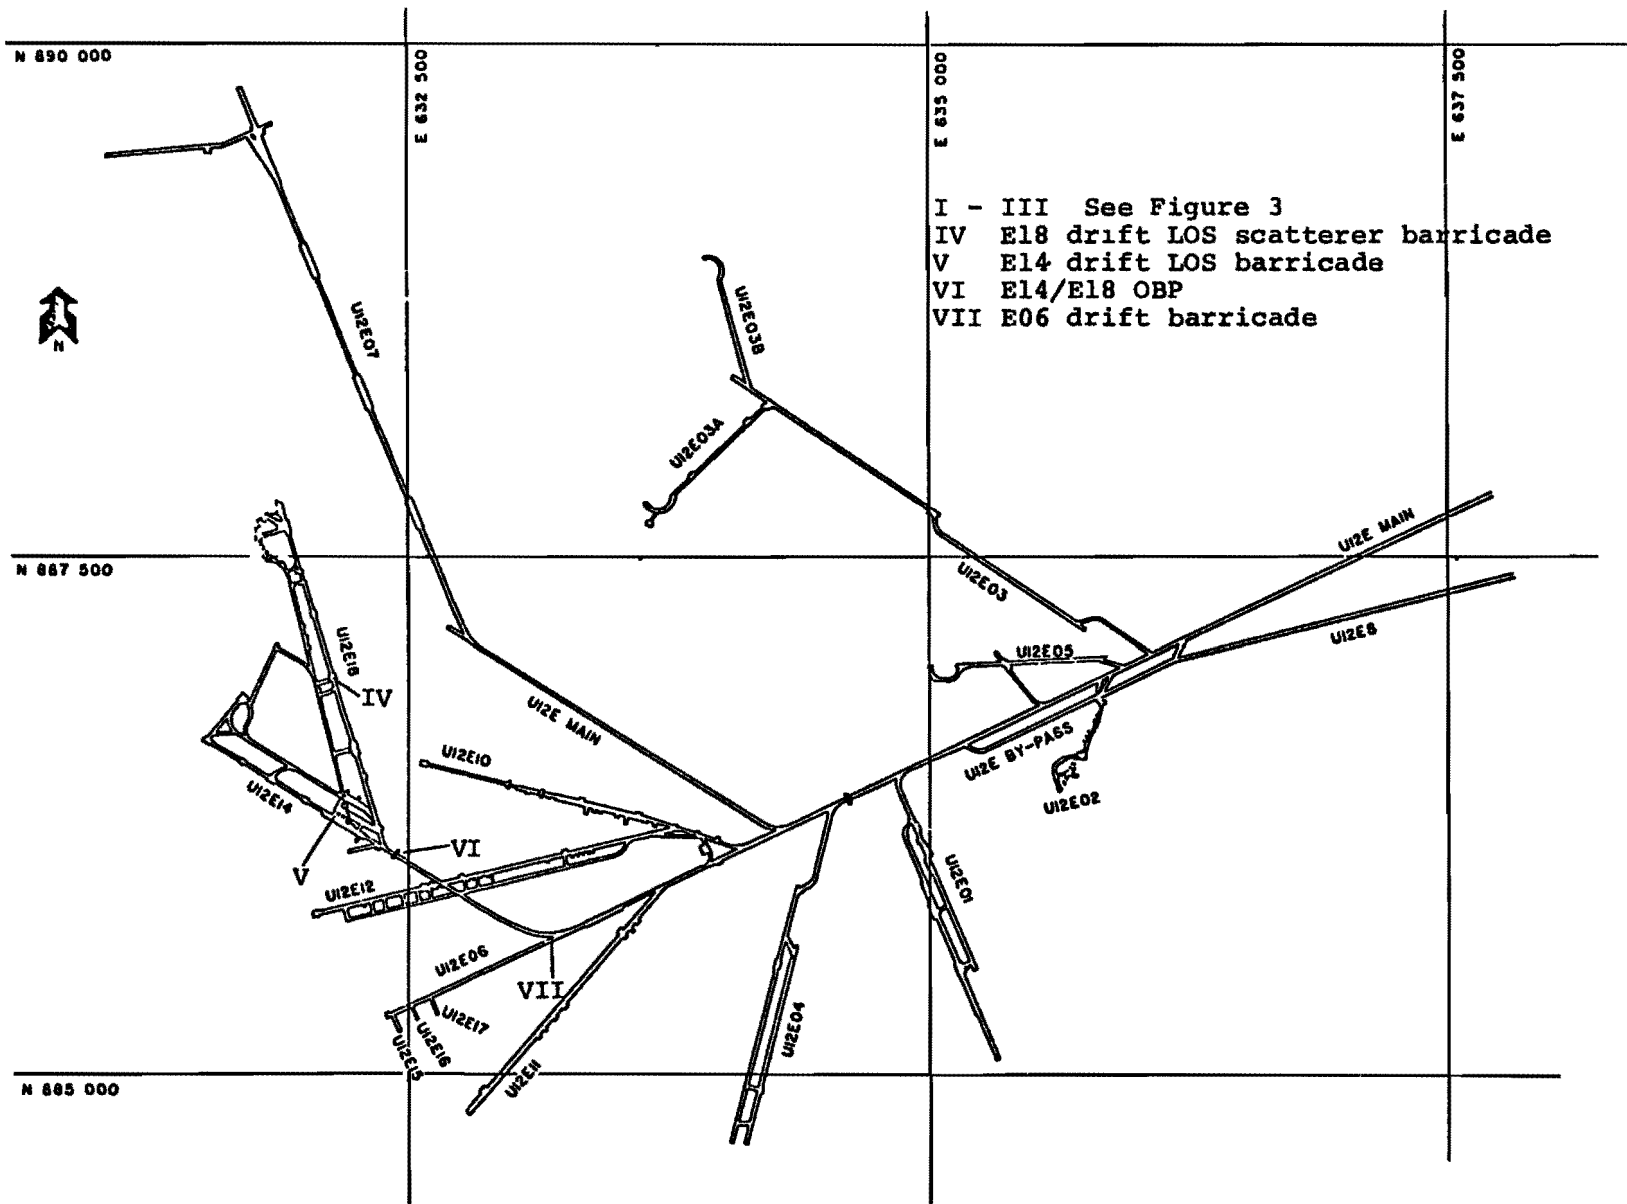 N 890 000
E 632 500
E 635 000
E 637 500
I - III See Figure 3
IV E18 drift LOS scatterer barricade
V E14 drift LOS barricade
VI E14/E18 OBP
VII E06 drift barricade
N
U12E07
U12E03B
U12E03A
U12E MAIN
N 887 500
U12E03
U12E8
U12E05
U12E18
IV
U12E MAIN
U12E BY-PASS
U12E10
U12E02
U12E14
VI
V
U12E12
U12E01
U12E06
VII
U12E17
U12E16
U12E15
U12E04
U12E11
N 885 000